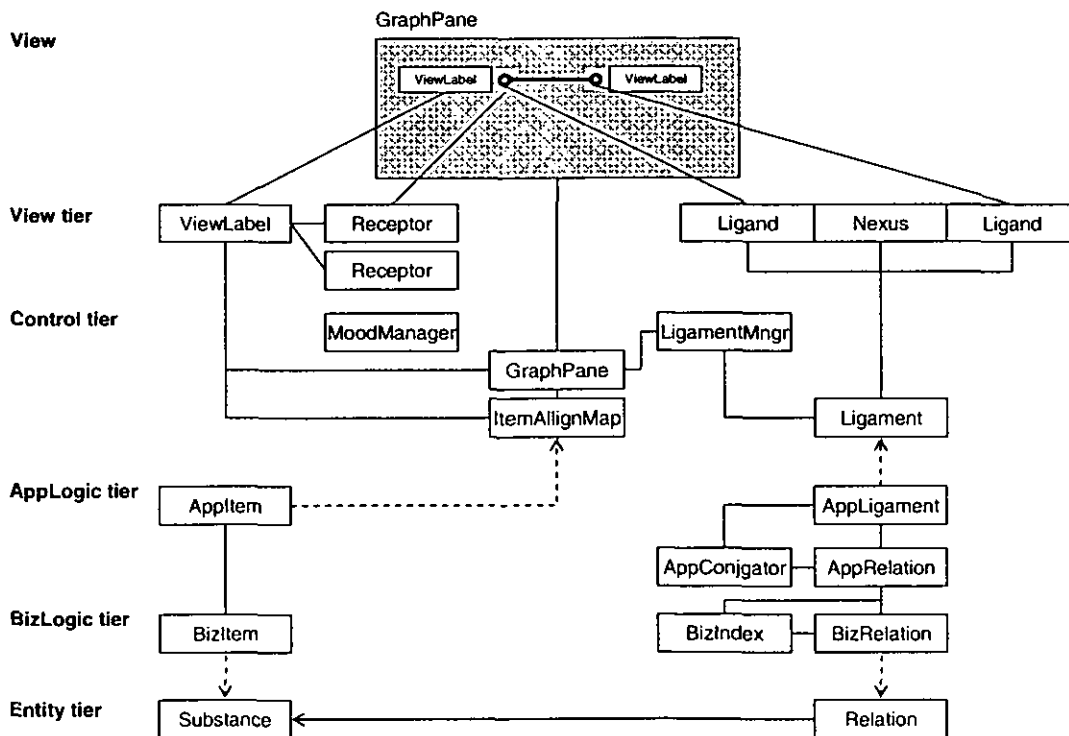 GraphPane
View
ViewLabel
ViewLabel
View tier
ViewLabel
Receptor
Ligand
Nexus
Ligand
Receptor
Control tier
MoodManager
LigamentMngr
GraphPane
ItemAllignMap
Ligament
AppLogic tier
AppItem
AppLigament
AppConjgator
AppRelation
BizLogic tier
BizItem
BizIndex
BizRelation
Entity tier
Substance
Relation